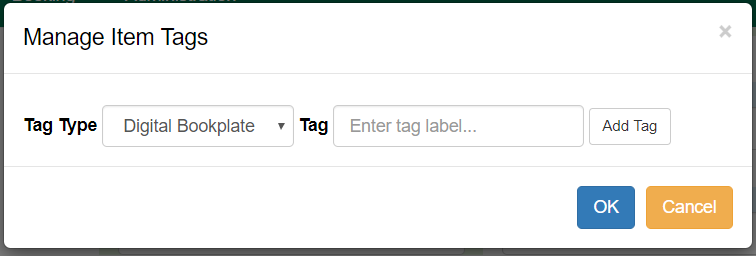 Manage Item Tags ×
Tag Type Digital Bookplate ▾ Tag Enter tag label... Add Tag
OK Cancel